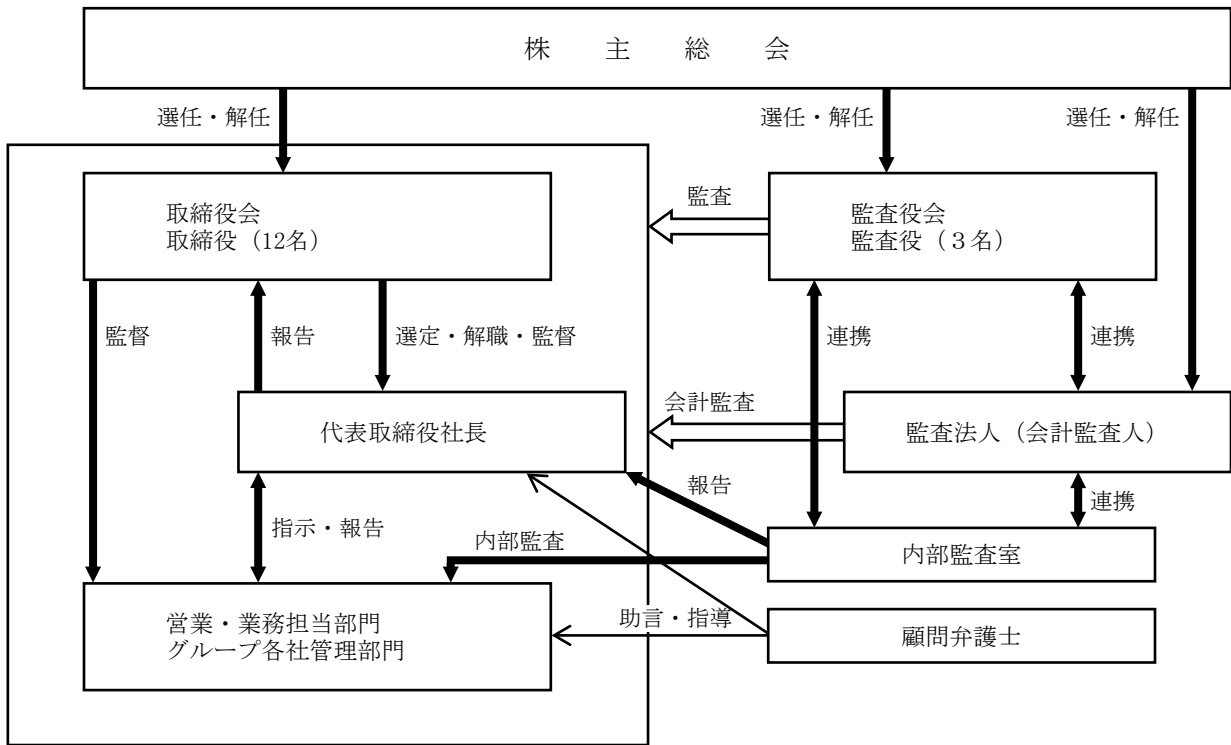 株主総会
選任・解任
選任・解任
選任・解任
取締役会
取締役（12名）
監査
監査役会
監査役（３名）
監督
報告
選定・解職・監督
連携
連携
代表取締役社長
会計監査
監査法人（会計監査人）
報告
連携
指示・報告
内部監査
内部監査室
営業・業務担当部門
グループ各社管理部門
助言・指導
顧問弁護士